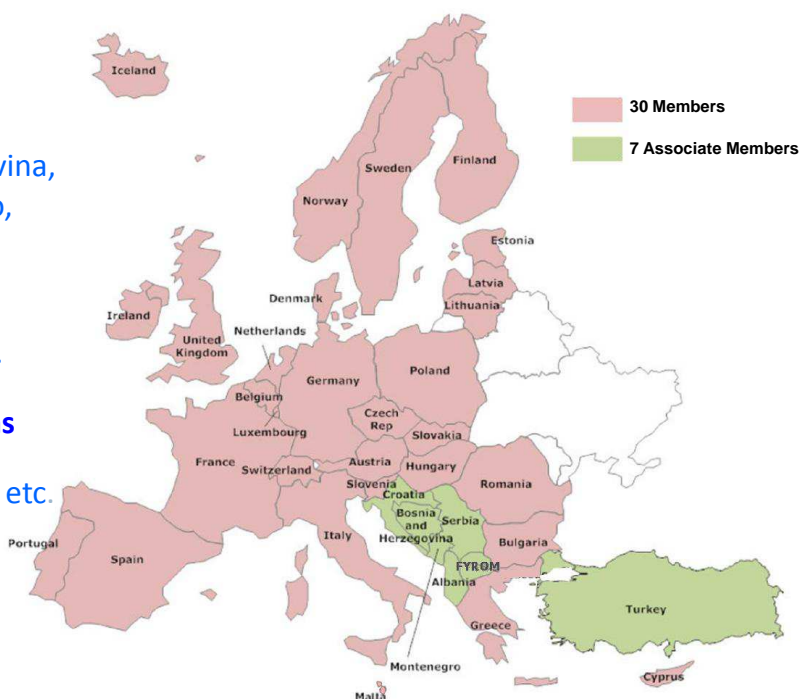 Iceland
30 Members
7 Associate Members
vina,
o,
Finland
Sweden
Norway
Estonia
Latvia
Lithuania
Denmark
Ireland
Netherlands
United
Kingdom
Poland
Germany
Belgium
Czech
Rep
s
Luxembourg
Slovakia
France
Austria
Hungary
Switzerland
Slovenia
Romania
etc.
Croatia
Bosnia
and
Herzegovina
Serbia
Portugal
Italy
Bulgaria
Spain
FYROM
Albania
Turkey
Greece
Montenegro
Cyprus
Malta